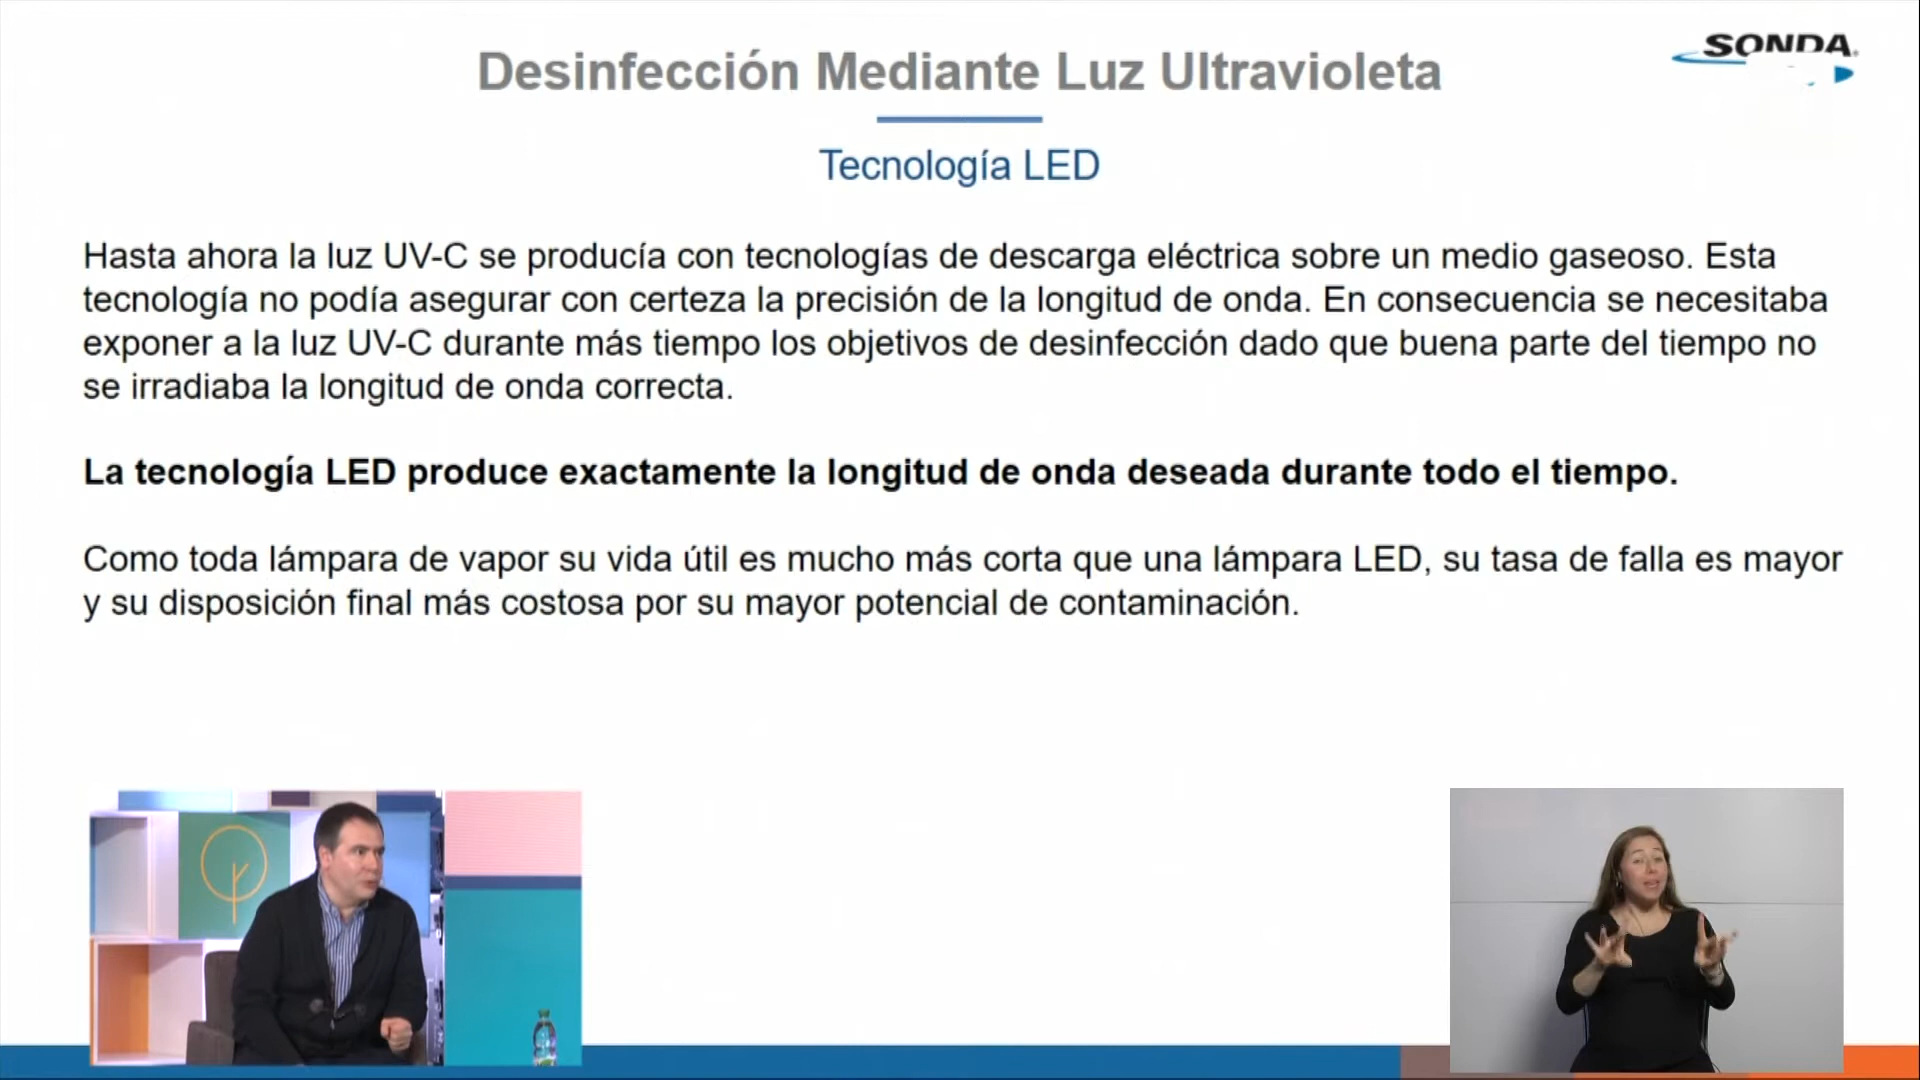 Desinfección Mediante Luz Ultravioleta
SONDA
Tecnología LED
Hasta ahora la luz UV-C se producía con tecnologías de descarga eléctrica sobre un medio gaseoso. Esta
tecnología no podía asegurar con certeza la precisión de la longitud de onda. En consecuencia se necesitaba
exponer a la luz UV-C durante más tiempo los objetivos de desinfección dado que buena parte del tiempo no
se irradiaba la longitud de onda correcta.
La tecnología LED produce exactamente la longitud de onda deseada durante todo el tiempo.
Como toda lámpara de vapor su vida útil es mucho más corta que una lámpara LED, su tasa de falla es mayor
y su disposición final más costosa por su mayor potencial de contaminación.